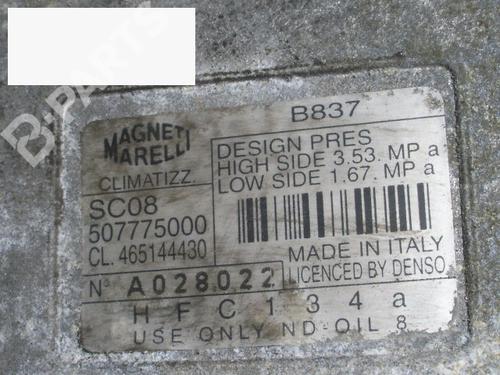 B-PARTS
B837
MAGNETI
MARELLI
CLIMATIZZ.
DESIGN PRES
HIGH SIDE 3.53. MP a
LOW SIDE 1.67. MP a
SC08
507775000
CL. 465144430
MADE IN ITALY
LICENCED BY DENSO
N° A028022
HFC134a
USE ONLY ND-OIL 8